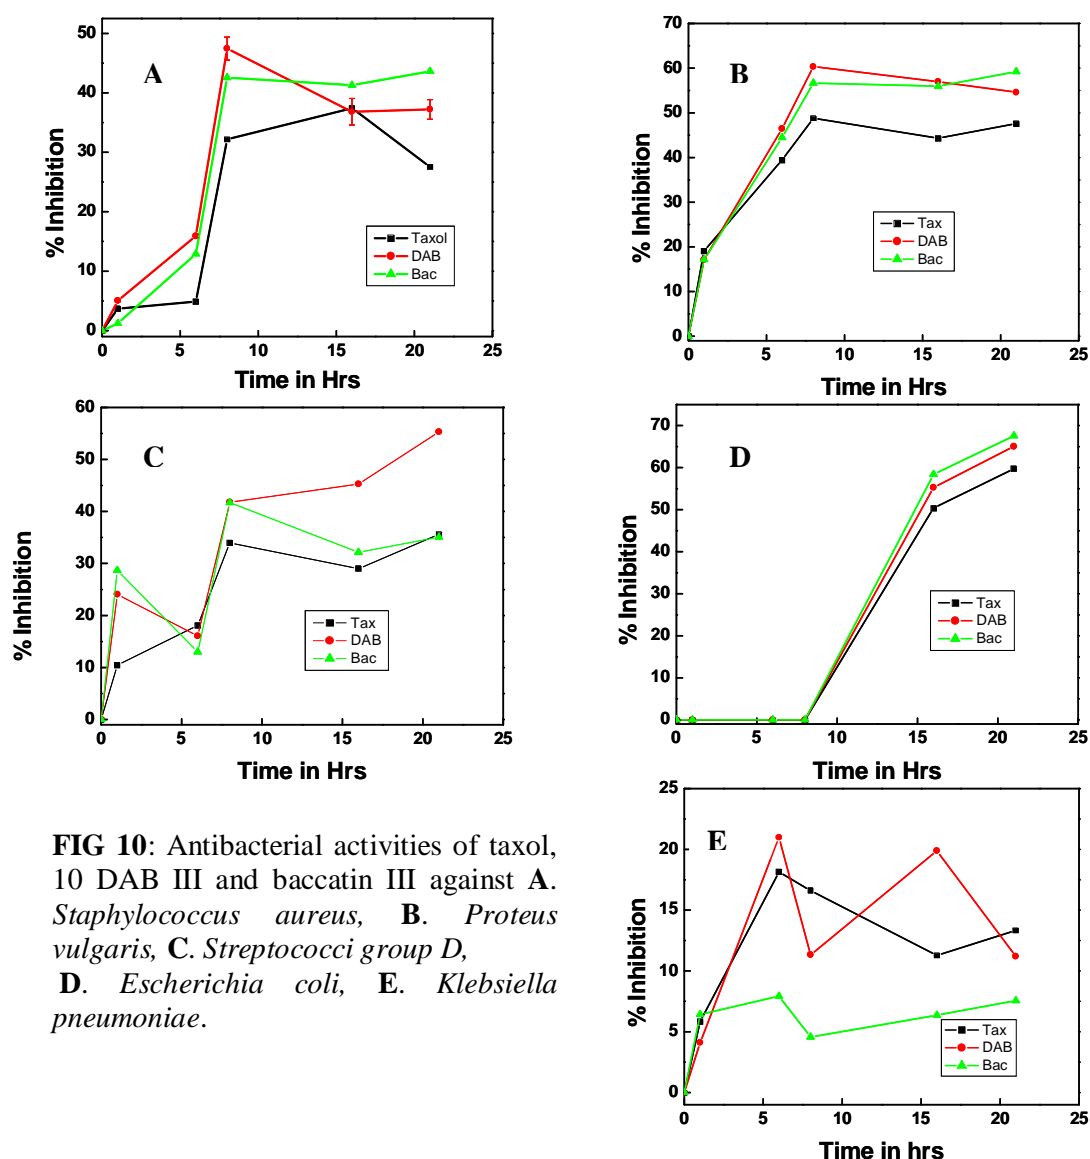 50
40
30
20
10
0
% Inhibition
A
Taxol
DAB
Bac
0 5 10 15 20 25
Time in Hrs
70
60
50
40
30
20
10
0
% Inhibition
B
Tax
DAB
Bac
0 5 10 15 20 25
Time in Hrs
60
50
40
30
20
10
0
% Inhibition
C
Tax
DAB
Bac
0 5 10 15 20 25
Time in Hrs
70
60
50
40
30
20
10
0
% Inhibition
D
Tax
DAB
Bac
0 5 10 15 20 25
Time in Hrs
FIG 10: Antibacterial activities of taxol,
10 DAB III and baccatin III against A.
Staphylococcus aureus, B. Proteus
vulgaris, C. Streptococci group D,
D. Escherichia coli, E. Klebsiella
pneumoniae.
25
20
15
10
5
0
% Inhibition
E
Tax
DAB
Bac
0 5 10 15 20 25
Time in hrs